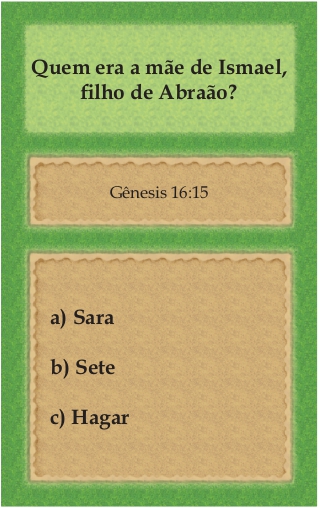 Quem era a mãe de Ismael,
filho de Abraão?
Gênesis 16:15
a) Sara
b) Sete
c) Hagar